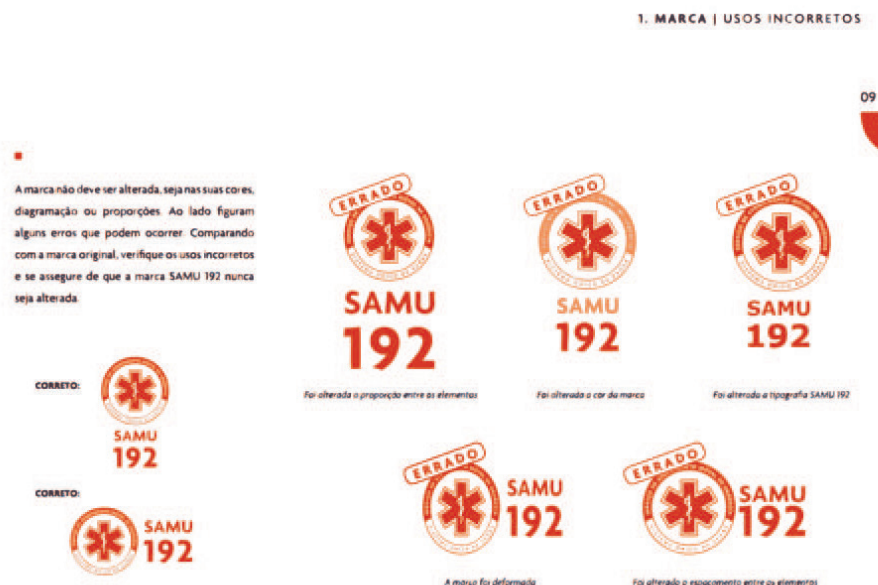 1. MARCA | USOS INCORRETOS
09
A marca não deve ser alterada, seja nas suas cores,
diagramação ou proporções. Ao lado figuram
alguns erros que podem ocorrer. Comparando
com a marca original, verifique os usos incorretos
e se assegure de que a marca SAMU 192 nunca
seja alterada.
CORRETO:
SAMU
192
CORRETO:
SAMU
192
ERRADO
SAMU
192
Foi alterada a proporção entre os elementos
ERRADO
SAMU
192
Foi alterada a cor da marca
ERRADO
SAMU
192
Foi alterada a tipografia SAMU 192
ERRADO
SAMU
192
A marca foi deformada
ERRADO
SAMU
192
Foi alterado o espaçamento entre os elementos